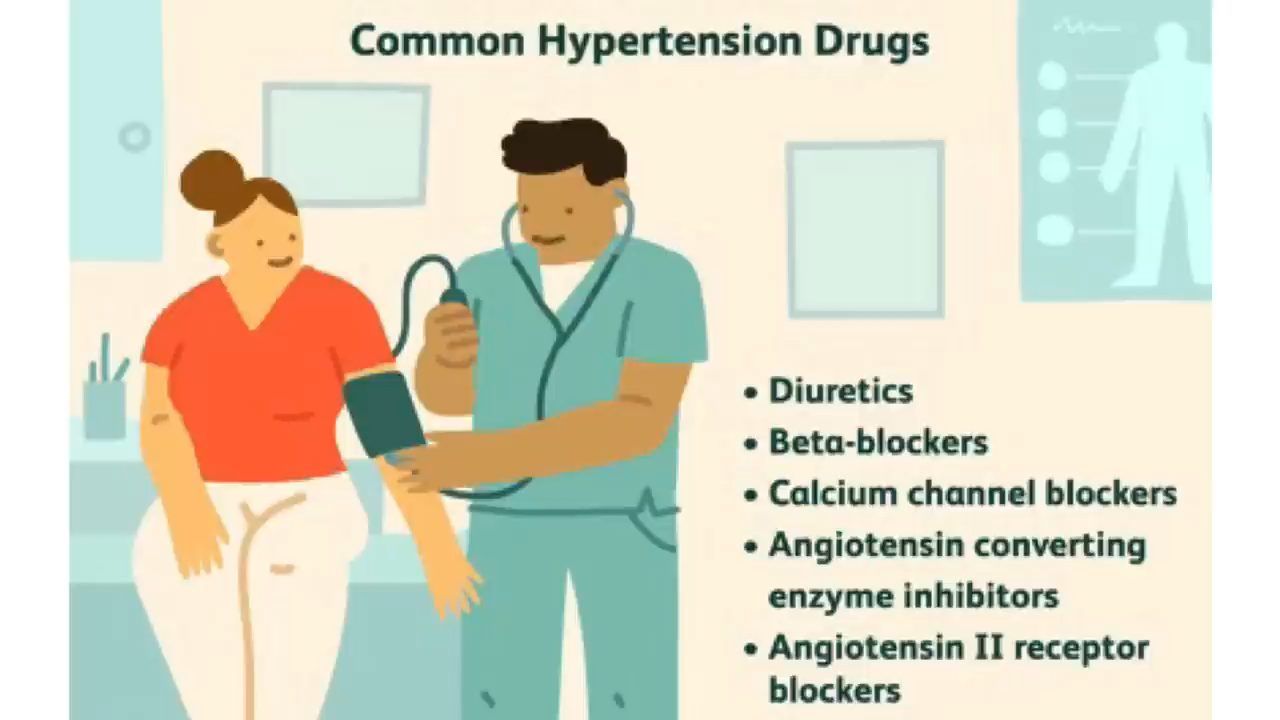 Common Hypertension Drugs
• Diuretics
• Beta-blockers
• Calcium channel blockers
• Angiotensin converting
enzyme inhibitors
• Angiotensin II receptor
blockers